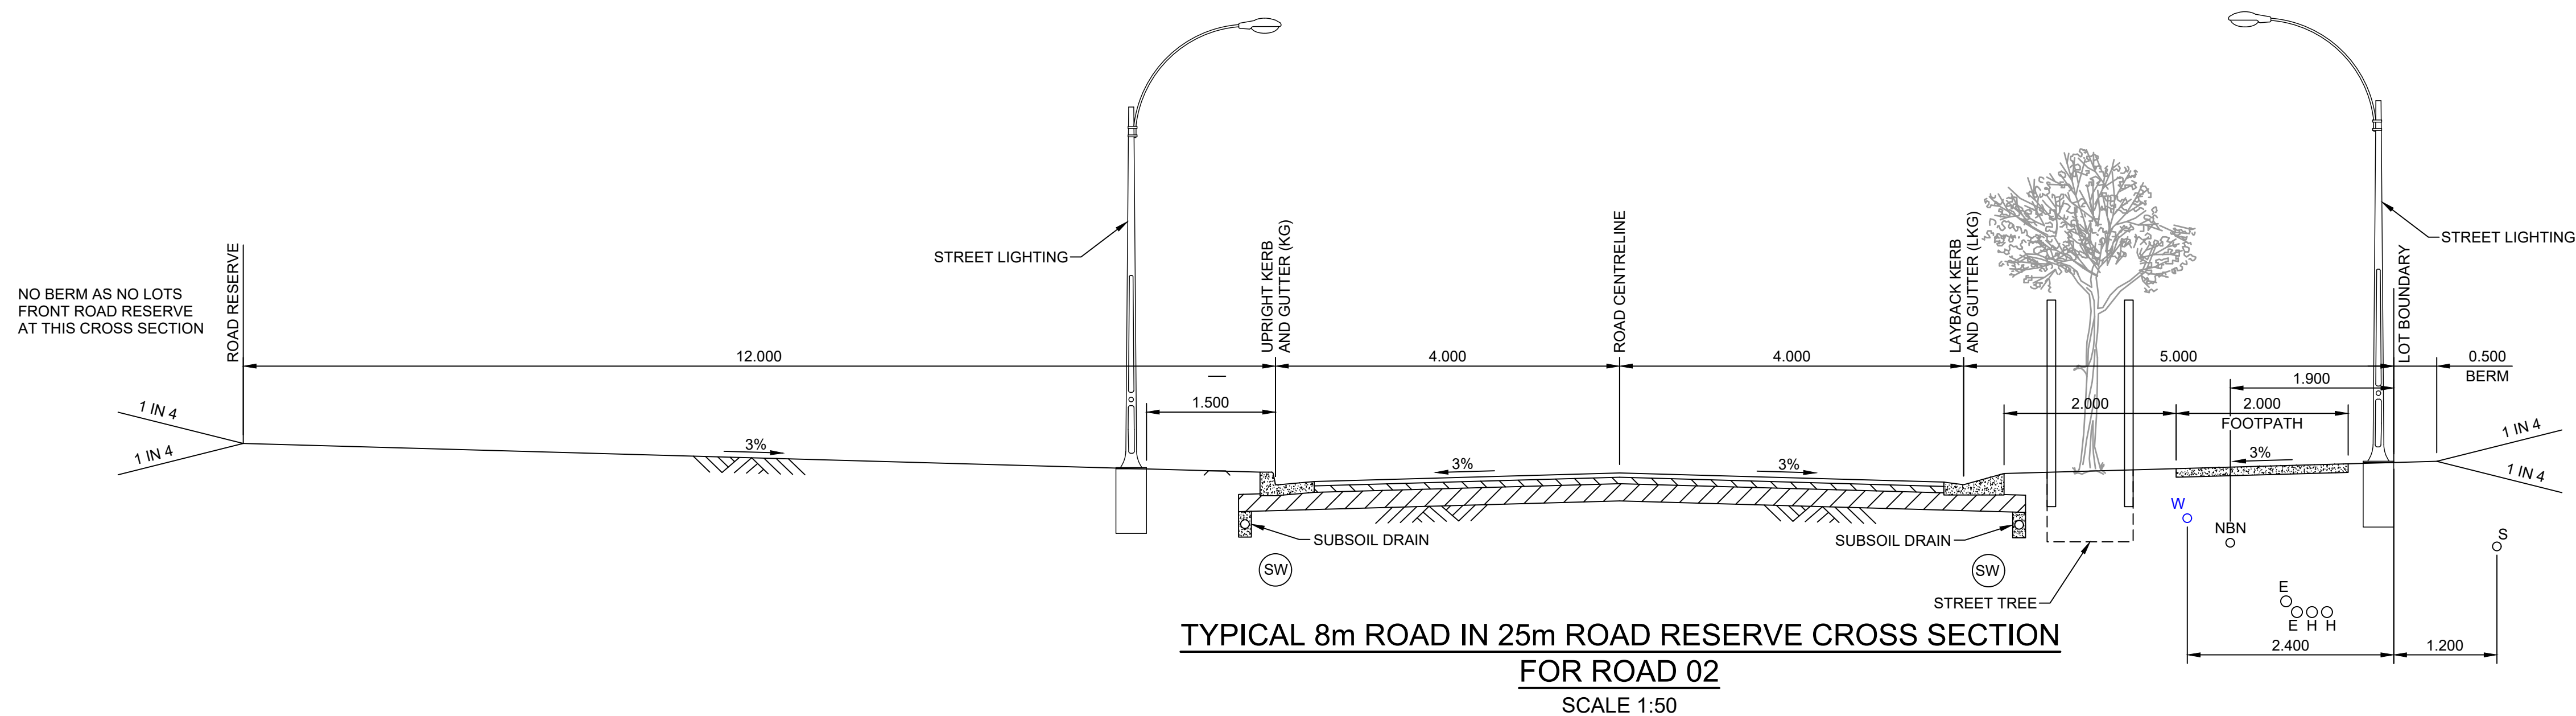 NO BERM AS NO LOTS
FRONT ROAD RESERVE
AT THIS CROSS SECTION
ROAD RESERVE
STREET LIGHTING
UPRIGHT KERB
AND GUTTER (KG)
ROAD CENTRELINE
LAYBACK KERB
AND GUTTER (LKG)
LOT BOUNDARY
STREET LIGHTING
12.000
4.000
4.000
5.000
0.500
BERM
1.900
1.500
2.000
2.000
FOOTPATH
1 IN 4
1 IN 4
3%
3%
3%
3%
1 IN 4
1 IN 4
W
NBN
S
SUBSOIL DRAIN
SUBSOIL DRAIN
SW
SW
STREET TREE
E
E H H
2.400
1.200
TYPICAL 8m ROAD IN 25m ROAD RESERVE CROSS SECTION
FOR ROAD 02
SCALE 1:50